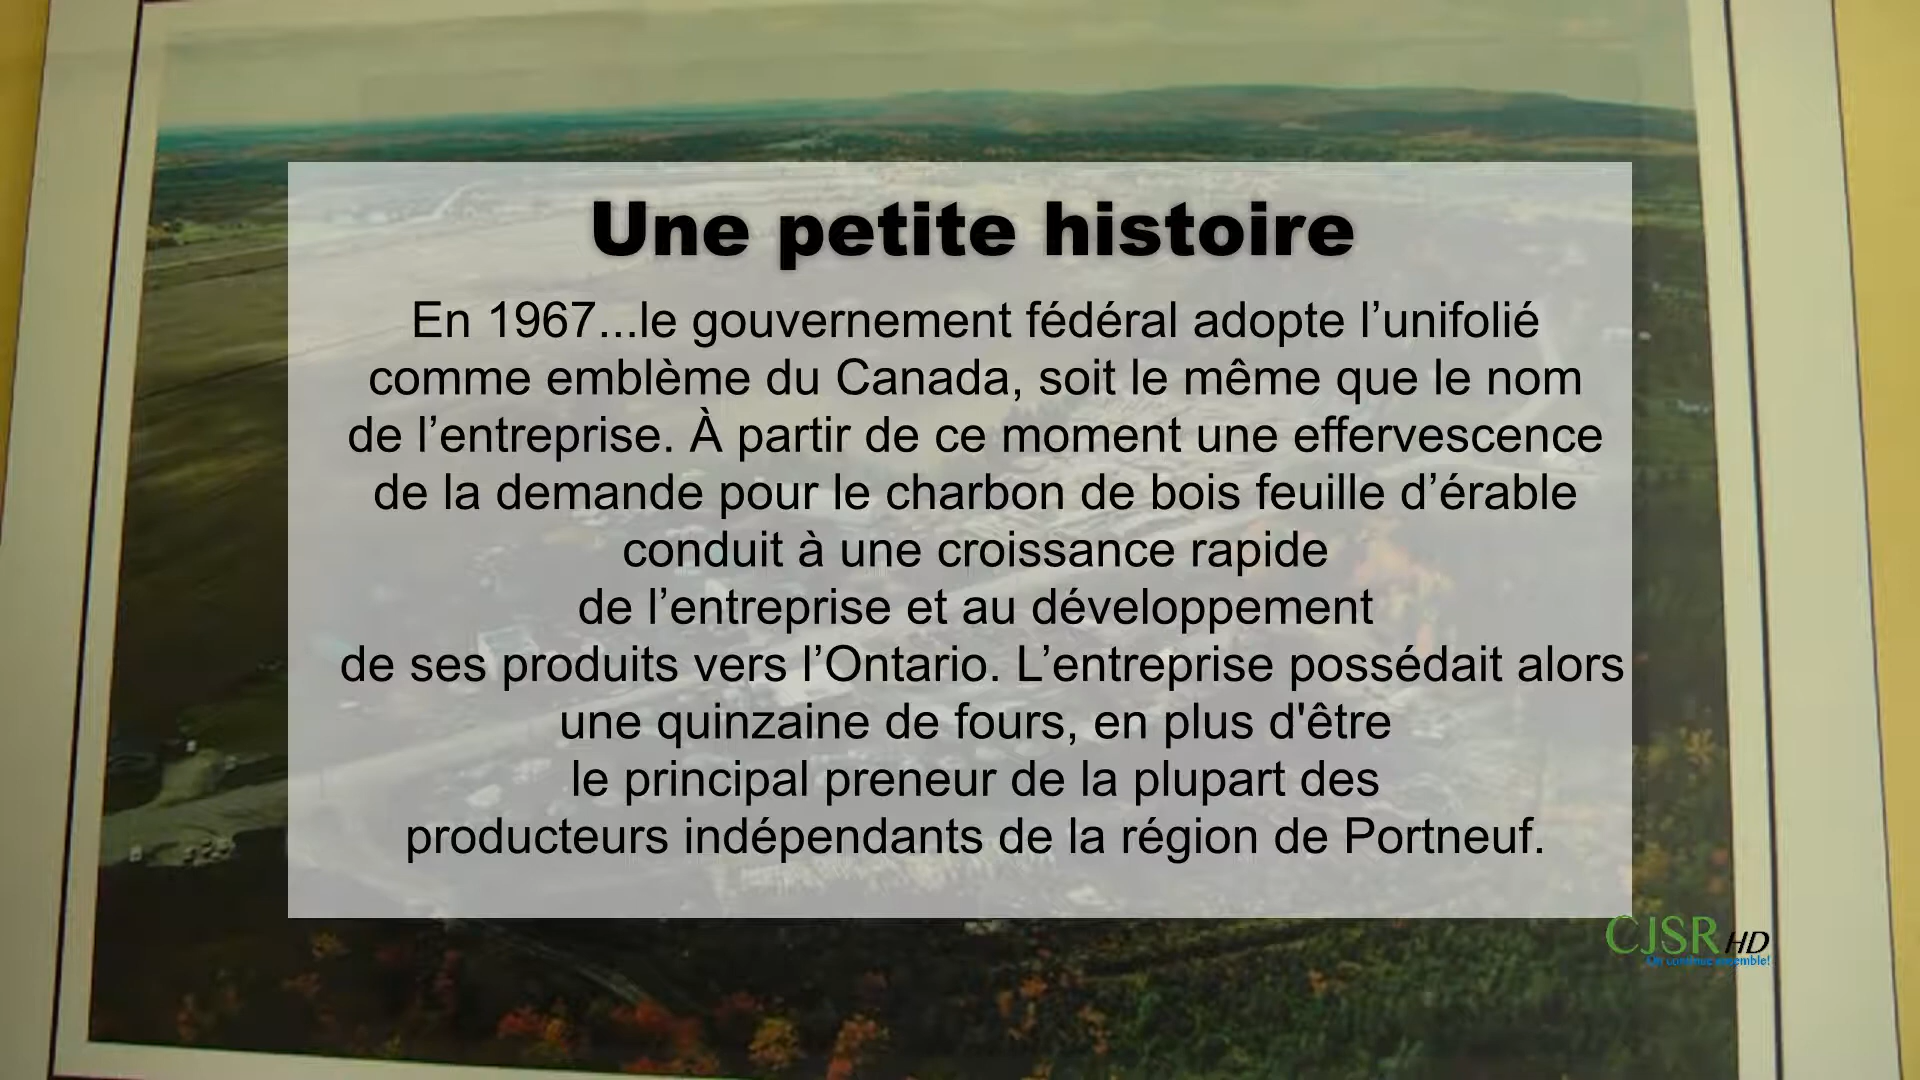 Une petite histoire
En 1967...le gouvernement fédéral adopte l’unifolié
comme emblème du Canada, soit le même que le nom
de l’entreprise. À partir de ce moment une effervescence
de la demande pour le charbon de bois feuille d’érable
conduit à une croissance rapide
de l’entreprise et au développement
de ses produits vers l’Ontario. L’entreprise possédait alors
une quinzaine de fours, en plus d'être
le principal preneur de la plupart des
producteurs indépendants de la région de Portneuf.
CJSR HD
continue ensemble!